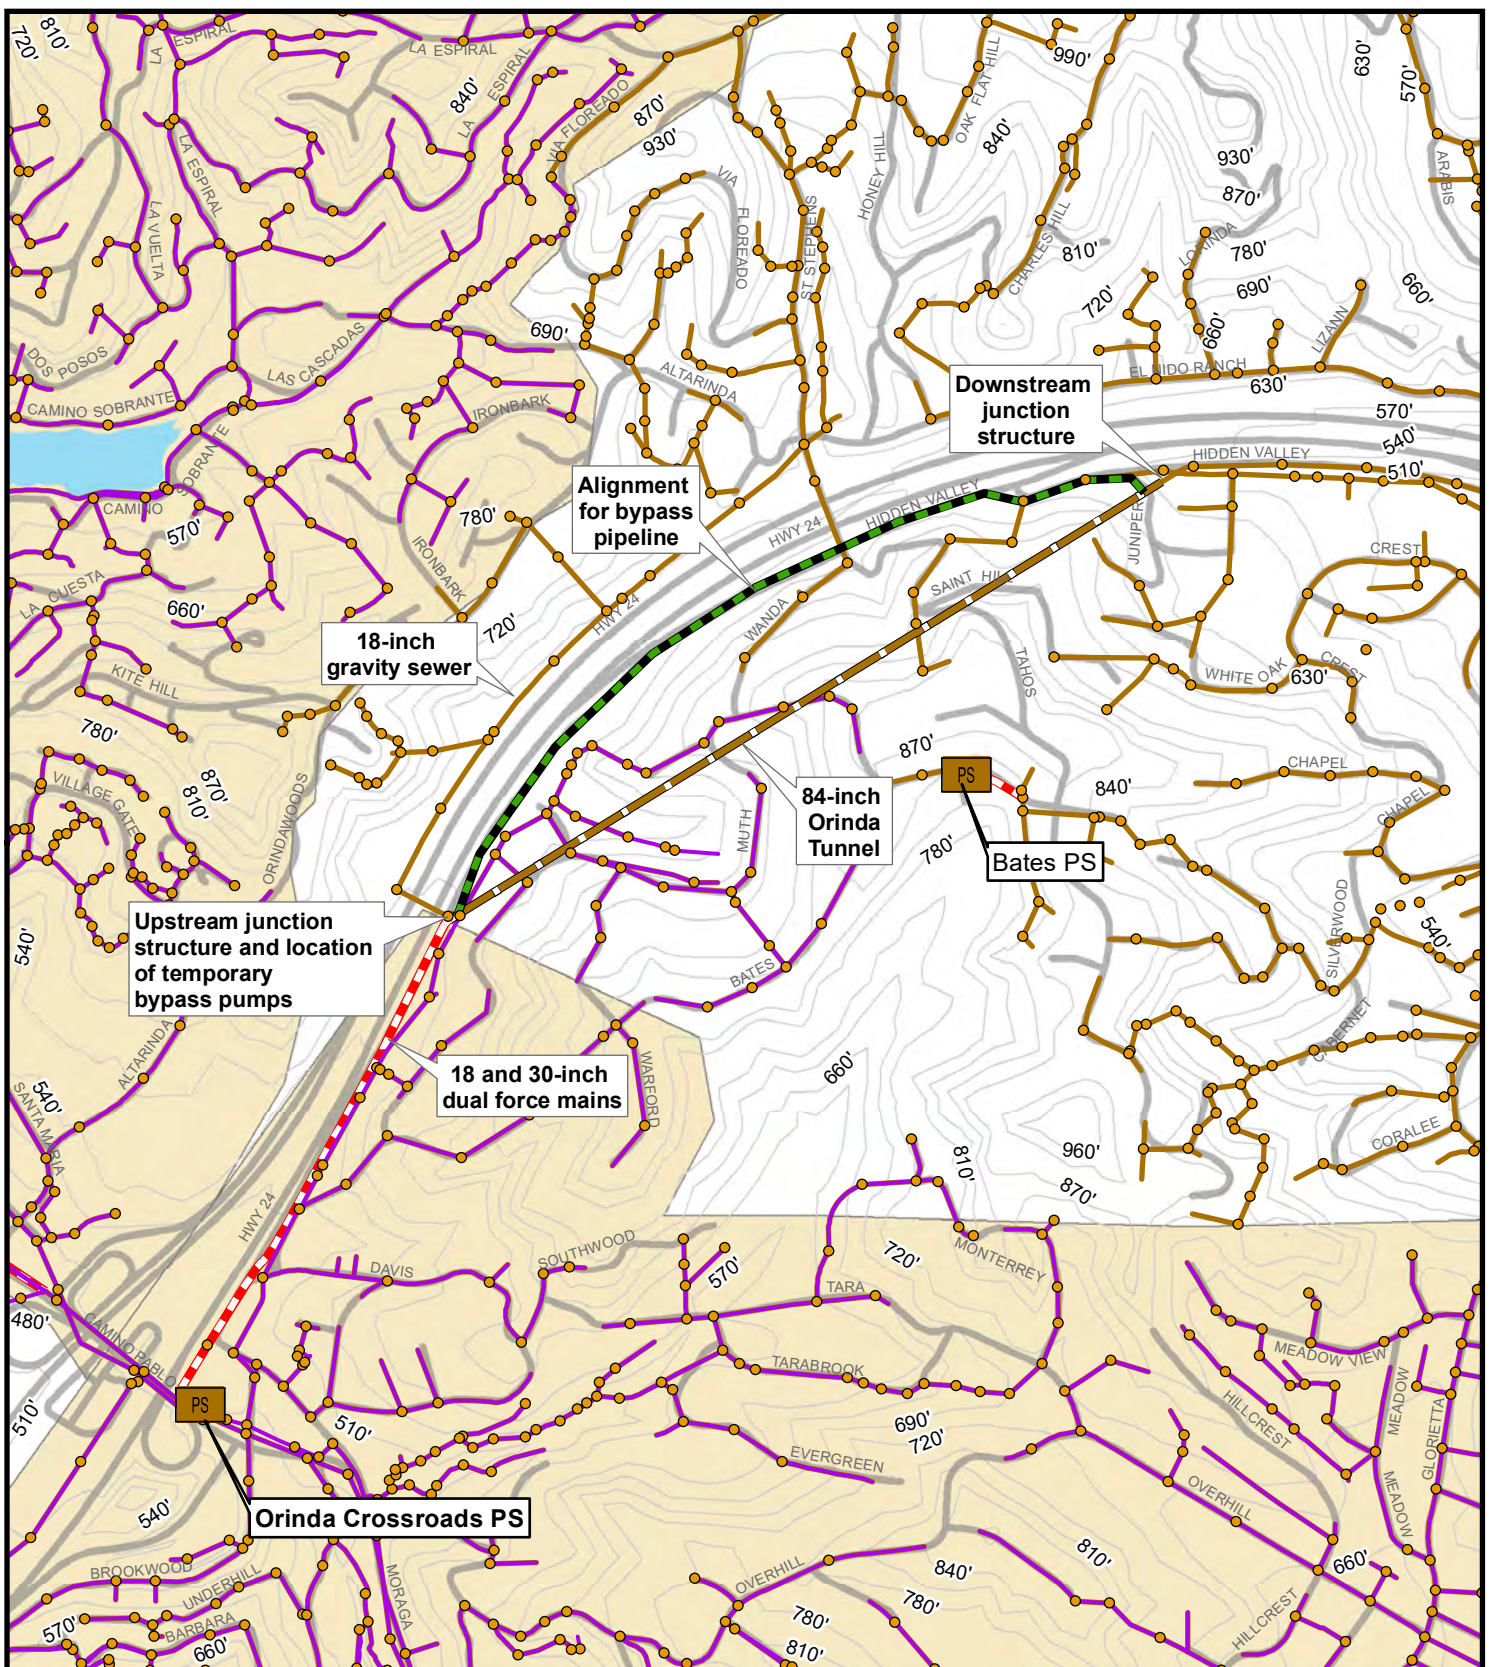 720'
810'
LA
ESPIRAL
LA ESPIRAL
840'
LA
ESPIRAL
VIA FLOREADO
870'
930'
OAK FLAT HILL
990'
840'
630'
570'
ARABIS
LA ESPIRAL
LA VUELTA
VIA
FLOREADO
ST STEPHENS
HONEY HILL
CHARLES HILL
810'
930'
870'
LORINDA
780'
690'
660'
720'
660'
LIZANN
DOS
POSOS
LAS CASCADAS
690'
CAMINO SOBRANTE
IRONBARK
ALTARINDA
EL NIDO RANCH
630'
Downstream
junction
structure
570'
540'
510'
HIDDEN VALLEY
SOBRANTE
CAMINO
570'
780'
IRONBARK
Alignment
for bypass
pipeline
HWY 24
HIDDEN VALLEY
JUNIPER
CREST
LA CUESTA
660'
720'
HWY 24
WANDA
SAINT HILL
18-inch
gravity sewer
KITE HILL
TAHOS
WHITE OAK
CREST
630'
780'
870'
810'
VILLAGE GATE
ORINDAWOODS
870'
PS
840'
CHAPEL
CHAPEL
84-inch
Orinda
Tunnel
MUTH
780'
Bates PS
Upstream junction
structure and location
of temporary
bypass pumps
540'
BATES
SILVERWOOD
540'
ALTARINDA
18 and 30-inch
dual force mains
WARFORD
660'
CABERNET
540'
SANTA MARIA
CORALEE
960'
810'
870'
HWY 24
SOUTHWOOD
DAVIS
570'
720'
MONTERREY
TARA
480'
CAMINO PABLO
TARABROOK
MEADOW VIEW
PS
510'
510'
690'
720'
EVERGREEN
HILLCREST
MEADOW
GLORIETTA
540'
Orinda Crossroads PS
OVERHILL
MEADOW
BROOKWOOD
UNDERHILL
BARBARA
570'
660'
MORAGA
OVERHILL
840'
780'
780'
810'
810'
660'
HILLCREST